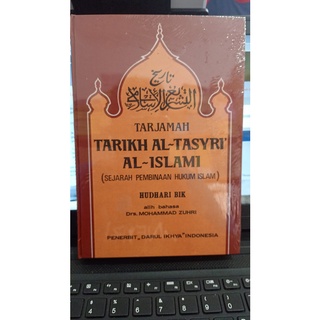 تاريخ
التشريع الإسلامي
TARJAMAH
TARIKH AL-TASYRI'
AL-ISLAMI
(SEJARAH PEMBINAAN HUKUM ISLAM)
HUDHARI BIK
alih bahasa
Drs. MOHAMMAD ZUHRI
PENERBIT „DARUL IKHYA" INDONESIA